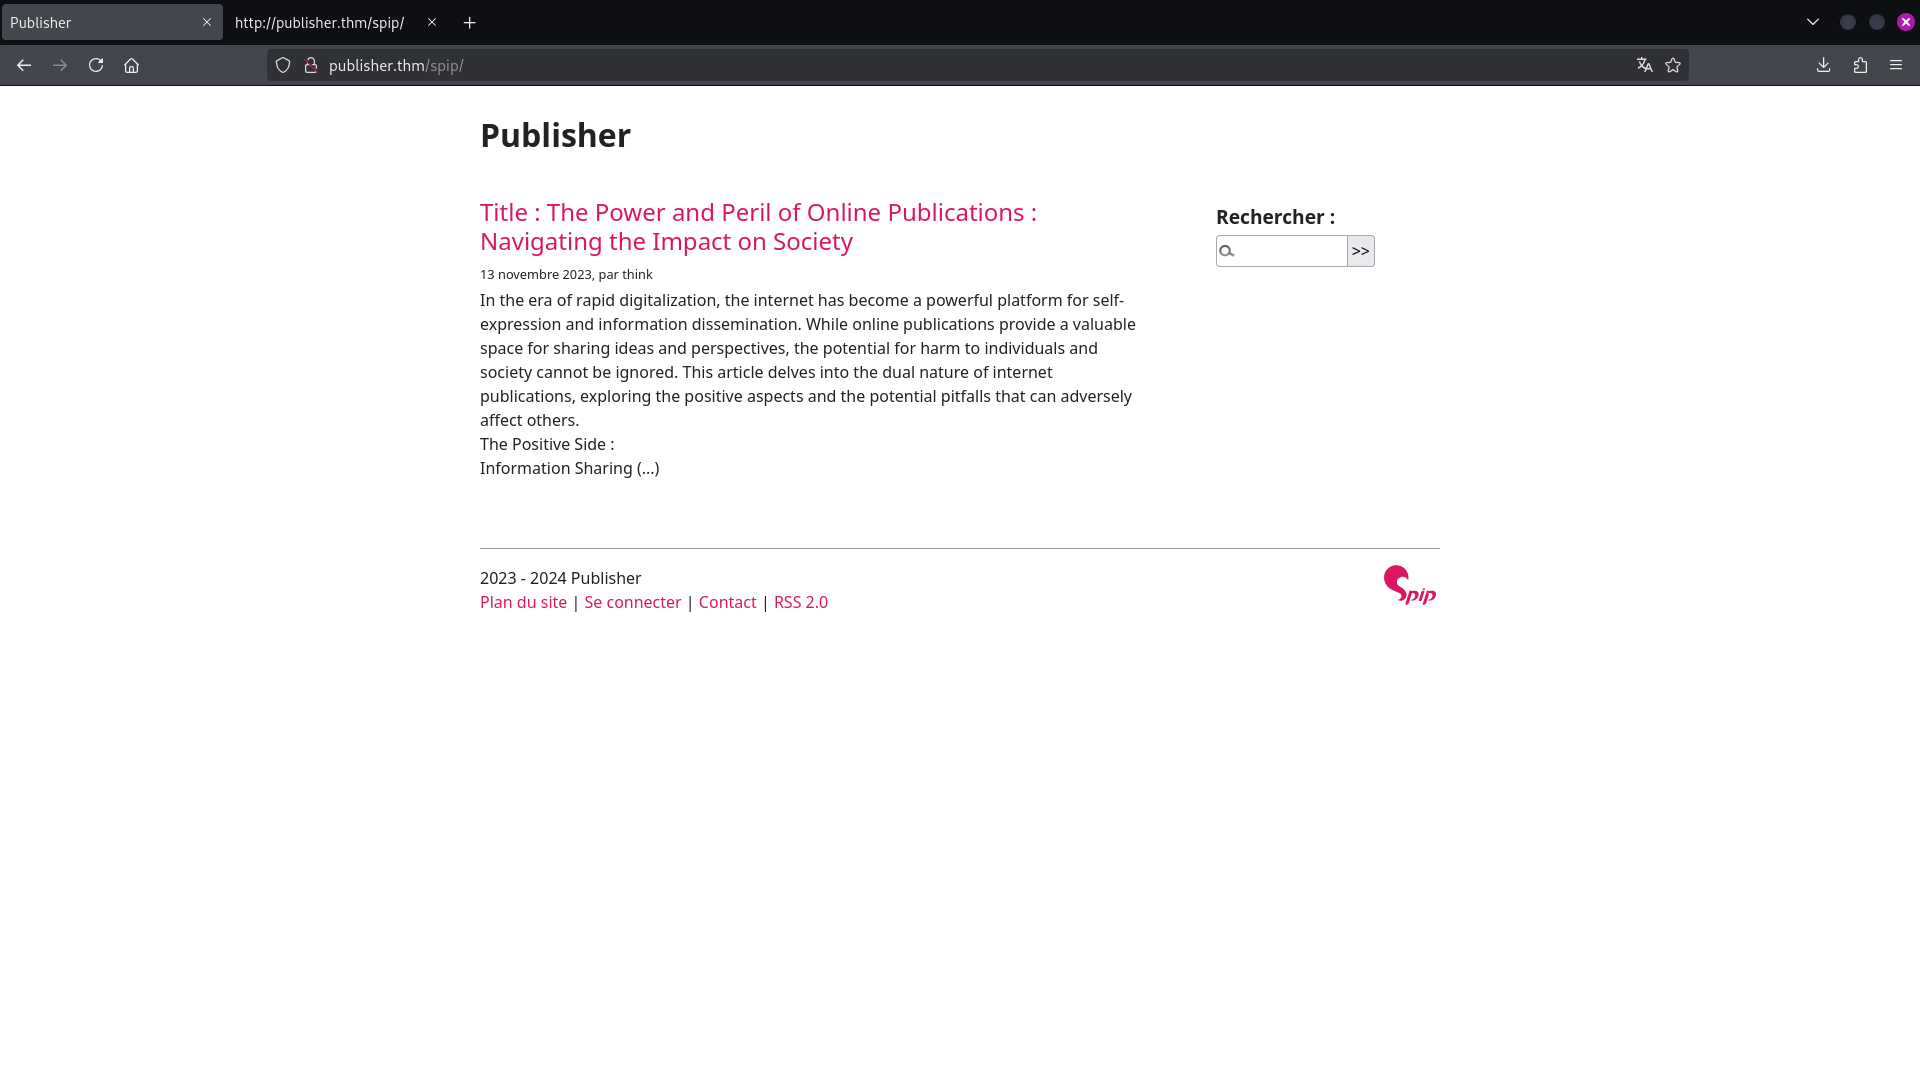 Publisher
http://publisher.thm/spip/
publisher.thm/spip/
Publisher
Title : The Power and Peril of Online Publications :
Navigating the Impact on Society
13 novembre 2023, par think
In the era of rapid digitalization, the internet has become a powerful platform for self-
expression and information dissemination. While online publications provide a valuable
space for sharing ideas and perspectives, the potential for harm to individuals and
society cannot be ignored. This article delves into the dual nature of internet
publications, exploring the positive aspects and the potential pitfalls that can adversely
affect others.
The Positive Side :
Information Sharing (...)
Rechercher :
>>
2023 - 2024 Publisher
Plan du site | Se connecter | Contact | RSS 2.0
Spip